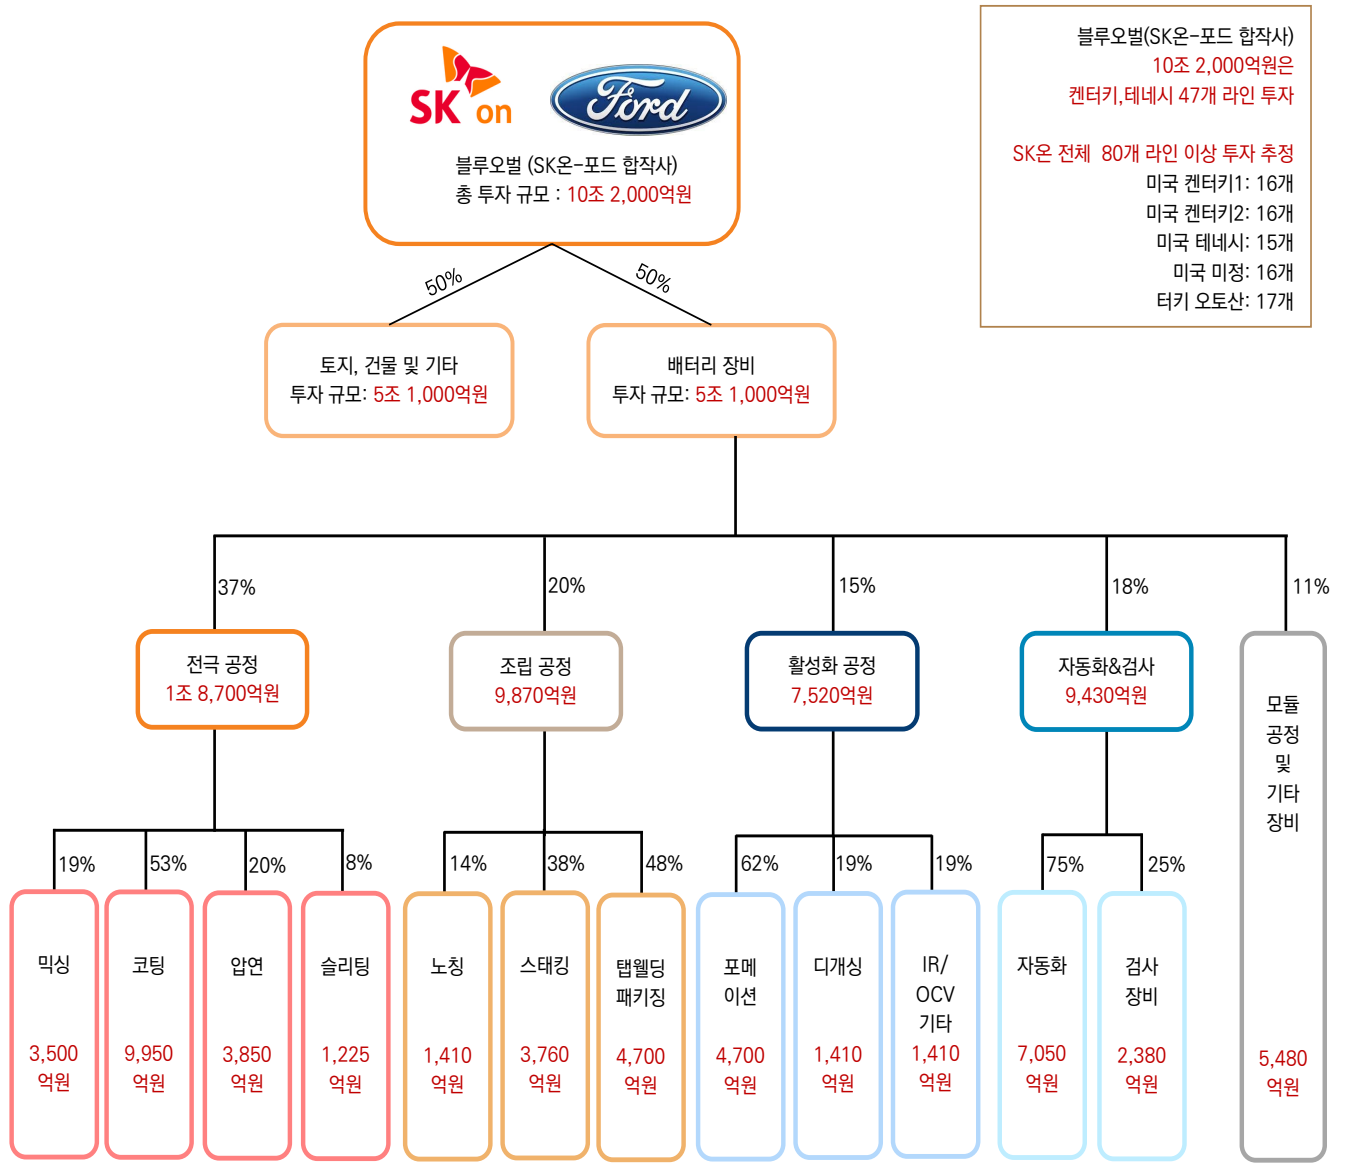 SK on
Ford
블루오벌 (SK온-포드 합작사)
총 투자 규모 : 10조 2,000억원
블루오벌(SK온-포드 합작사)
10조 2,000억원은
켄터키,테네시 47개 라인 투자
SK온 전체 80개 라인 이상 투자 추정
미국 켄터키1: 16개
미국 켄터키2: 16개
미국 테네시: 15개
미국 미정: 16개
터키 오토산: 17개
50%
50%
토지, 건물 및 기타
투자 규모: 5조 1,000억원
배터리 장비
투자 규모: 5조 1,000억원
37%
20%
15%
18%
11%
전극 공정
1조 8,700억원
조립 공정
9,870억원
활성화 공정
7,520억원
자동화&검사
9,430억원
모듈
공정
및
기타
장비
5,480
억원
19%
53%
20%
8%
14%
38%
48%
62%
19%
19%
75%
25%
믹싱
3,500
억원
코팅
9,950
억원
압연
3,850
억원
슬리팅
1,225
억원
노칭
1,410
억원
스태킹
3,760
억원
탭웰딩
패키징
4,700
억원
포메
이션
4,700
억원
디개싱
1,410
억원
IR/
OCV
기타
1,410
억원
자동화
7,050
억원
검사
장비
2,380
억원